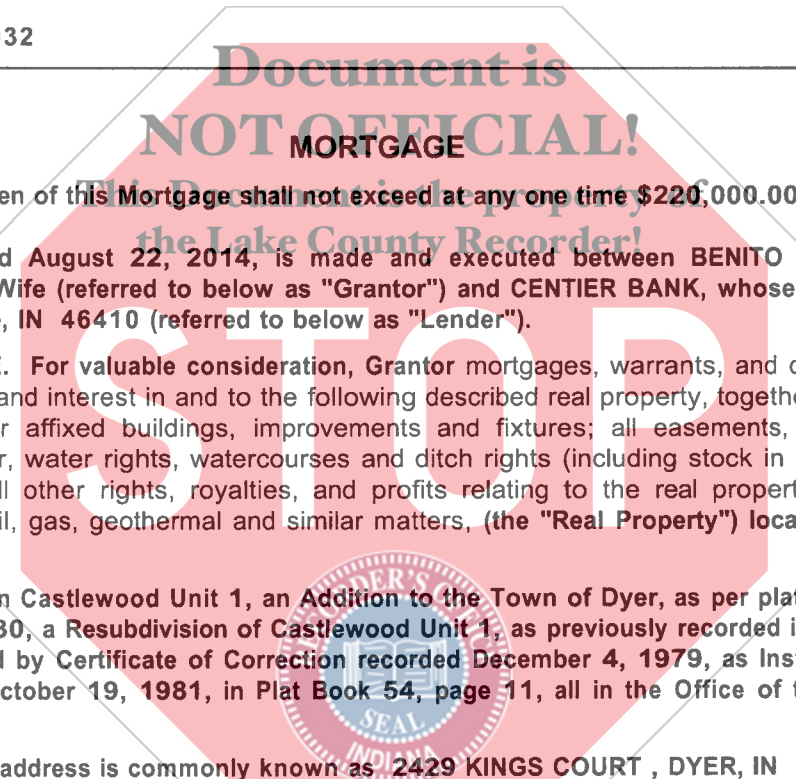 032
Document is
NOT OFFICIAL!
MORTGAGE
en of this Mortgage shall not exceed at any one time $220,000.00
This Document is the property of
d August 22, 2014, is made and executed between BENITO
the Lake County Recorder!
Wife (referred to below as "Grantor") and CENTIER BANK, whose
, IN 46410 (referred to below as "Lender").
E. For valuable consideration, Grantor mortgages, warrants, and c
and interest in and to the following described real property, togethe
r affixed buildings, improvements and fixtures; all easements,
r, water rights, watercourses and ditch rights (including stock in
ll other rights, royalties, and profits relating to the real propert
il, gas, geothermal and similar matters, (the "Real Property") loca
STOP
n Castlewood Unit 1, an Addition to the Town of Dyer, as per plat
30, a Resubdivision of Castlewood Unit 1, as previously recorded i
d by Certificate of Correction recorded December 4, 1979, as Inst
ctober 19, 1981, in Plat Book 54, page 11, all in the Office of t
SEAL
INDIANA
address is commonly known as 2429 KINGS COURT , DYER, IN